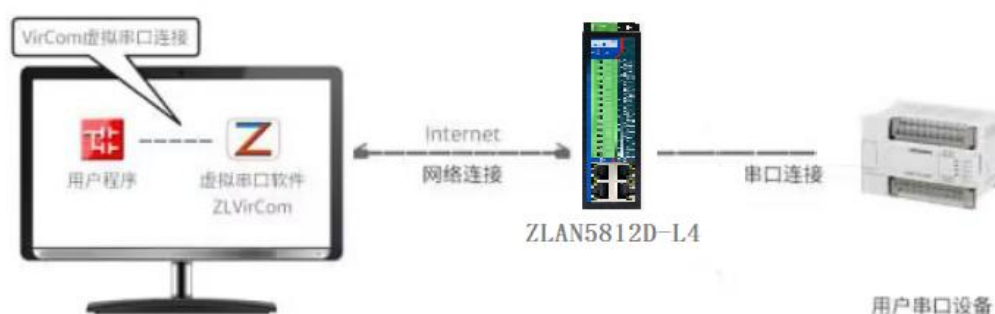 VirCom虚拟串口连接
用户程序
虚拟串口软件
ZLVirCom
Internet
网络连接
ZLAN5812D-L4
串口连接
用户串口设备